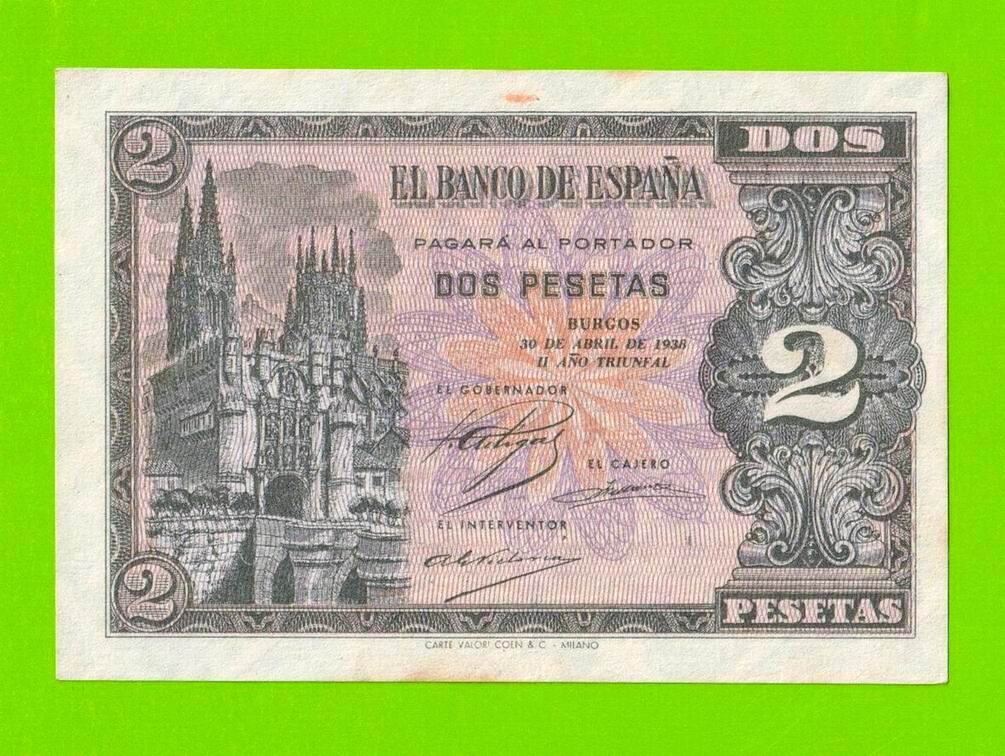 2
DOS
EL BANCO DE ESPAÑA
PAGARÁ AL PORTADOR
DOS PESETAS
BURGOS
30 DE ABRIL DE 1938
II AÑO TRIUNFAL
2
EL GOBERNADOR
EL CAJERO
EL INTERVENTOR
2
PESETAS
CARTE VALORI COEN & C. - MILANO